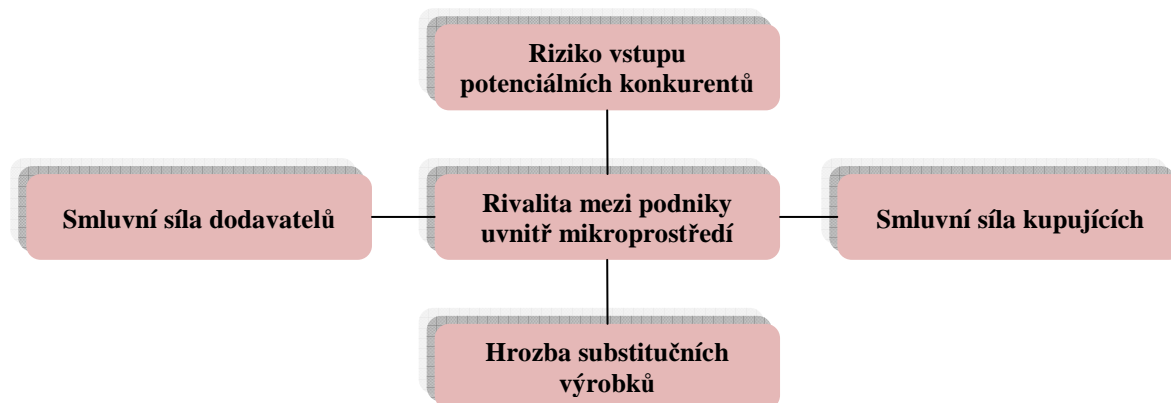 Riziko vstupu
potenciálních konkurentů
Smluvní síla dodavatelů
Rivalita mezi podniky
uvnitř mikroprostředí
Smluvní síla kupujících
Hrozba substitučních
výrobků